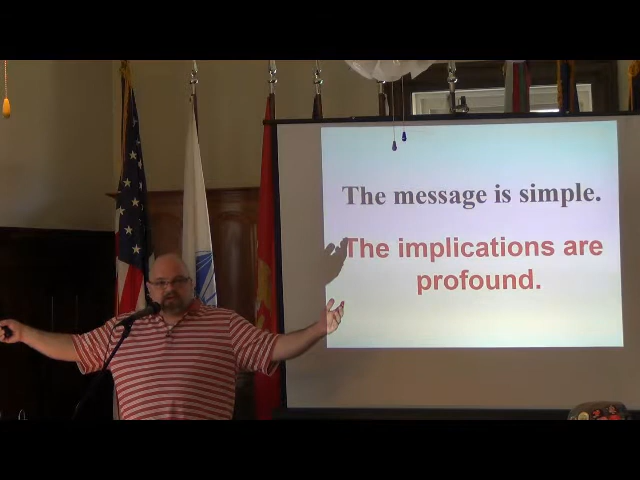 The message is simple.
The implications are
profound.